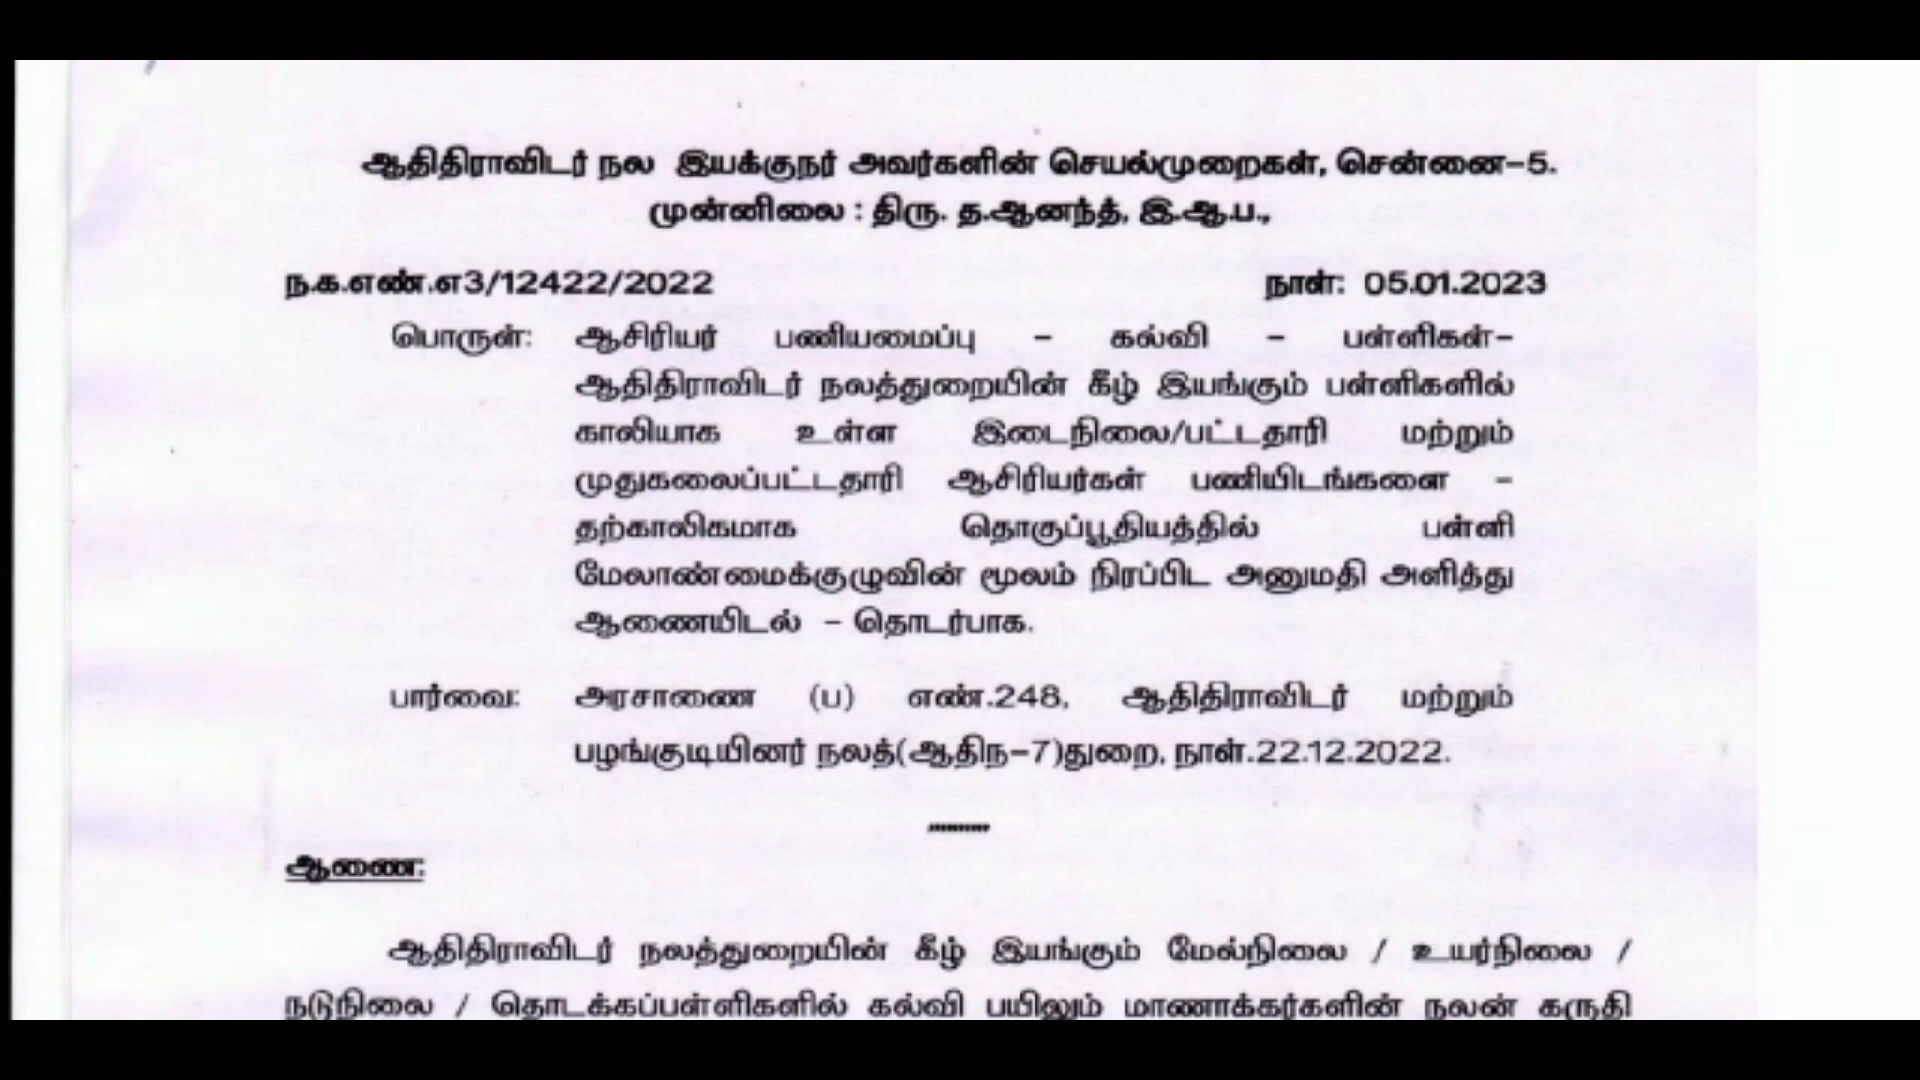 ஆதிதிராவிடர் நல இயக்குநர் அவர்களின் செயல்முறைகள், சென்னை–5.
முன்னிலை : திரு. த.ஆனந்த், இ.ஆ.ப.,
ந.க.எண்.எ3/12422/2022 நாள்: 05.01.2023
பொருள்: ஆசிரியர் பணியமைப்பு – கல்வி – பள்ளிகள்–
ஆதிதிராவிடர் நலத்துறையின் கீழ் இயங்கும் பள்ளிகளில்
காலியாக உள்ள இடைநிலை/பட்டதாரி மற்றும்
முதுகலைப்பட்டதாரி ஆசிரியர்கள் பணியிடங்களை –
தற்காலிகமாக தொகுப்பூதியத்தில் பள்ளி
மேலாண்மைக்குழுவின் மூலம் நிரப்பிட அனுமதி அளித்து
ஆணையிடல் – தொடர்பாக.
பார்வை: அரசாணை (ப) எண்.248, ஆதிதிராவிடர் மற்றும்
பழங்குடியினர் நலத்(ஆதிந–7)துறை, நாள்.22.12.2022.
ஆணை:
ஆதிதிராவிடர் நலத்துறையின் கீழ் இயங்கும் மேல்நிலை / உயர்நிலை /
நடுநிலை / தொடக்கப்பள்ளிகளில் கல்வி பயிலும் மாணாக்கர்களின் நலன் கருதி